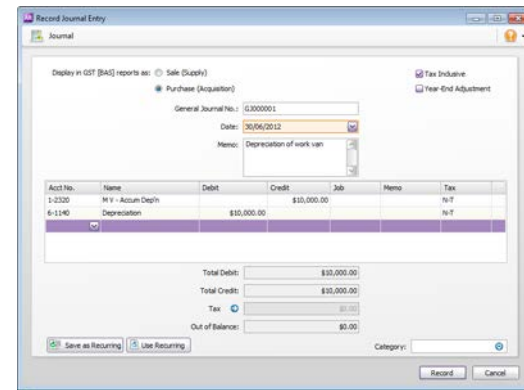 Record Journal Entry
Journal
Display in GST [BAS] reports as: Sale (Supply) Tax Inclusive
Purchase (Acquisition) Year-End Adjustment
General Journal No.: GJ000001
Date: 30/06/2012
Memo: Depreciation of work van
Acct No. Name Debit Credit Job Memo Tax
1-2320 M V - Accum Dep'n $10,000.00 N-T
6-1140 Depreciation $10,000.00 N-T
Total Debit: $10,000.00
Total Credit: $10,000.00
Tax $0.00
Out of Balance: $0.00
Save as Recurring Use Recurring Category:
Record Cancel